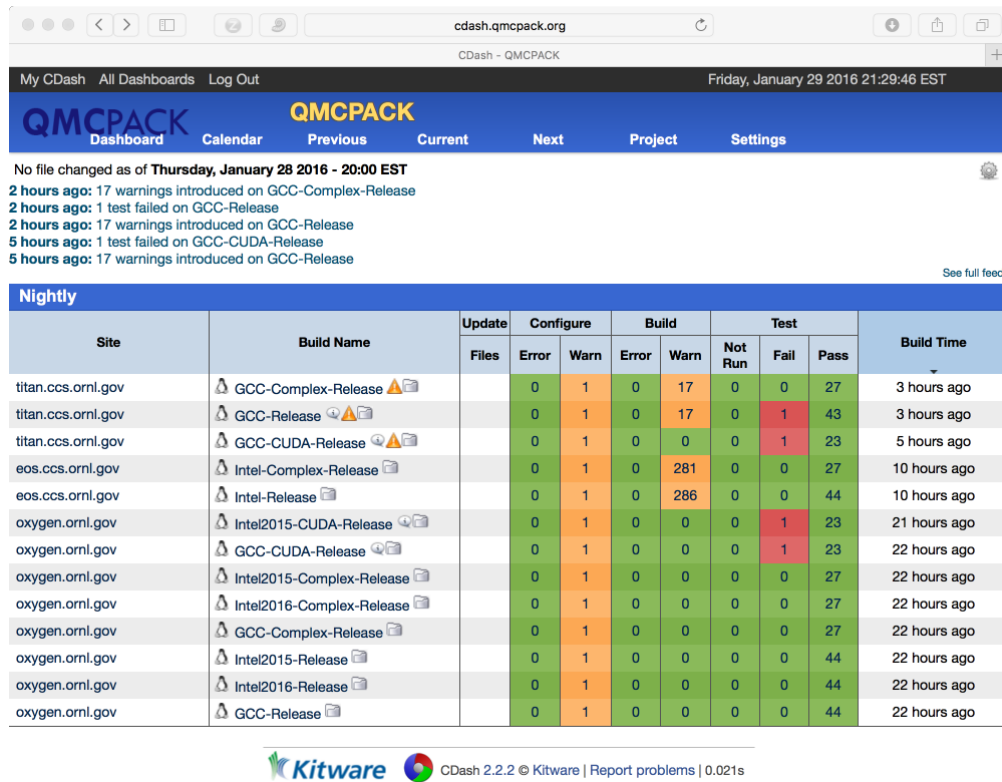 cdash.qmcpack.org
CDash - QMCPACK
My CDash All Dashboards Log Out Friday, January 29 2016 21:29:46 EST
QMCPACK QMCPACK
Dashboard Calendar Previous Current Next Project Settings
No file changed as of Thursday, January 28 2016 - 20:00 EST
2 hours ago: 17 warnings introduced on GCC-Complex-Release
2 hours ago: 1 test failed on GCC-Release
2 hours ago: 17 warnings introduced on GCC-Release
5 hours ago: 1 test failed on GCC-CUDA-Release
5 hours ago: 17 warnings introduced on GCC-Release
See full feed
Nightly
Site Build Name Update Configure Build Test Build Time
Files Error Warn Error Warn Not Run Fail Pass
titan.ccs.ornl.gov GCC-Complex-Release 0 1 0 17 0 0 27 3 hours ago
titan.ccs.ornl.gov GCC-Release 0 1 0 17 0 1 43 3 hours ago
titan.ccs.ornl.gov GCC-CUDA-Release 0 1 0 0 0 1 23 5 hours ago
eos.ccs.ornl.gov Intel-Complex-Release 0 1 0 281 0 0 27 10 hours ago
eos.ccs.ornl.gov Intel-Release 0 1 0 286 0 0 44 10 hours ago
oxygen.ornl.gov Intel2015-CUDA-Release 0 1 0 0 0 1 23 21 hours ago
oxygen.ornl.gov GCC-CUDA-Release 0 1 0 0 0 1 23 22 hours ago
oxygen.ornl.gov Intel2015-Complex-Release 0 1 0 0 0 0 27 22 hours ago
oxygen.ornl.gov Intel2016-Complex-Release 0 1 0 0 0 0 27 22 hours ago
oxygen.ornl.gov GCC-Complex-Release 0 1 0 0 0 0 27 22 hours ago
oxygen.ornl.gov Intel2015-Release 0 1 0 0 0 0 44 22 hours ago
oxygen.ornl.gov Intel2016-Release 0 1 0 0 0 0 44 22 hours ago
oxygen.ornl.gov GCC-Release 0 1 0 0 0 0 44 22 hours ago
Kitware CDash 2.2.2 © Kitware | Report problems | 0.021s